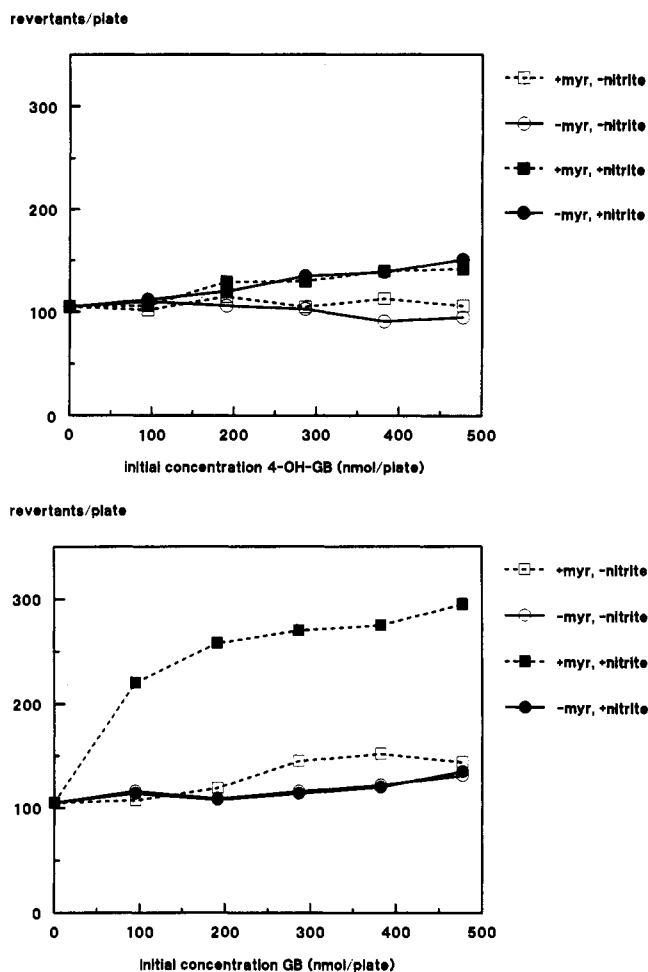 revertants/plate
300
200
100
0
0 100 200 300 400 500
initial concentration 4-OH-GB (nmol/plate)
+myr, -nitrite
-myr, -nitrite
+myr, +nitrite
-myr, +nitrite
revertants/plate
300
200
100
0
0 100 200 300 400 500
initial concentration GB (nmol/plate)
+myr, -nitrite
-myr, -nitrite
+myr, +nitrite
-myr, +nitrite